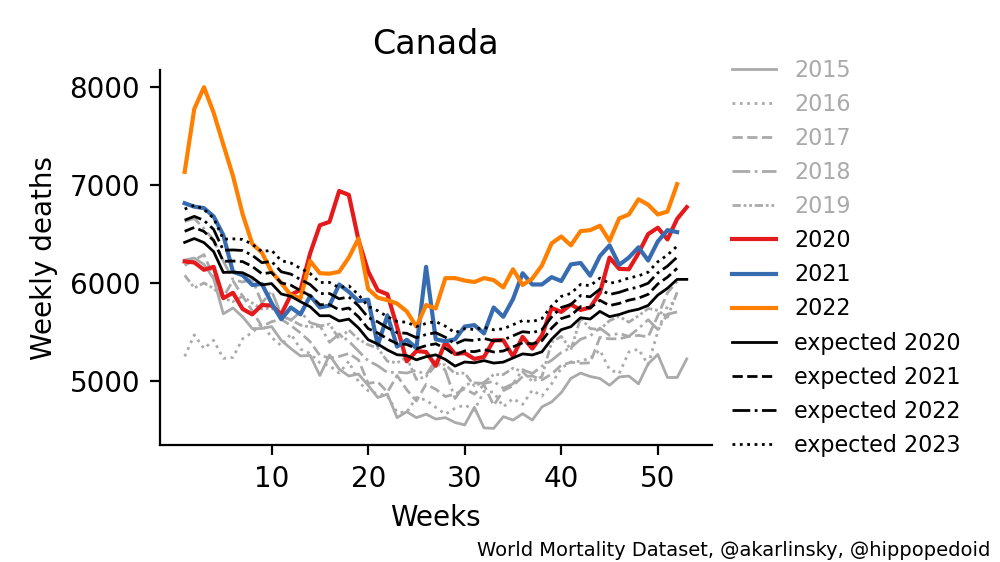 Canada
8000
7000
6000
5000
Weekly deaths
10 20 30 40 50
Weeks
2015
2016
2017
2018
2019
2020
2021
2022
expected 2020
expected 2021
expected 2022
expected 2023
World Mortality Dataset, @akarlinsky, @hippopedoid